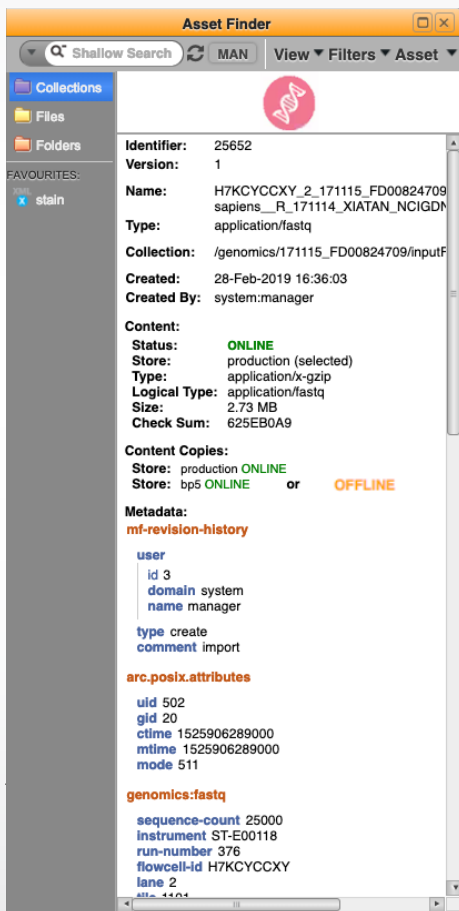 Asset Finder
Shallow Search MAN View Filters Asset
Collections
Files
Folders
FAVOURITES:
XML
X stain
Identifier: 25652
Version: 1
Name: H7KCYCCXY_2_171115_FD00824709
sapiens__R_171114_XIATAN_NCIGDN
Type: application/fastq
Collection: /genomics/171115_FD00824709/inputF
Created: 28-Feb-2019 16:36:03
Created By: system:manager
Content:
Status: ONLINE
Store: production (selected)
Type: application/x-gzip
Logical Type: application/fastq
Size: 2.73 MB
Check Sum: 625EB0A9
Content Copies:
Store: production ONLINE
Store: bp5 ONLINE or OFFLINE
Metadata:
mf-revision-history
user
id 3
domain system
name manager
type create
comment import
arc.posix.attributes
uid 502
gid 20
ctime 1525906289000
mtime 1525906289000
mode 511
genomics:fastq
sequence-count 25000
instrument ST-E00118
run-number 376
flowcell-id H7KCYCCXY
lane 2